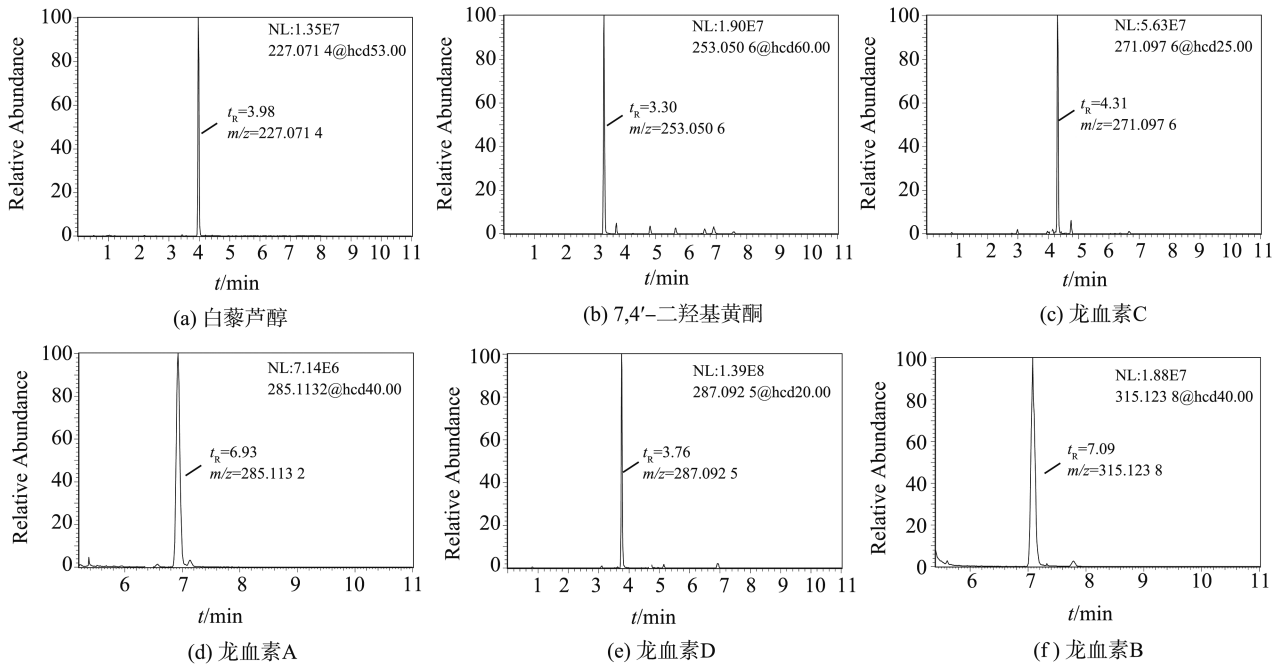 NL:1.35E7
227.071 4@hcd53.00
tR=3.98
m/z=227.071 4
Relative Abundance
100
80
60
40
20
0
1 2 3 4 5 6 7 8 9 10 11
t/min
(a) 白藜芦醇
NL:1.90E7
253.050 6@hcd60.00
tR=3.30
m/z=253.050 6
Relative Abundance
100
80
60
40
20
0
1 2 3 4 5 6 7 8 9 10 11
t/min
(b) 7,4′–二羟基黄酮
NL:5.63E7
271.097 6@hcd25.00
tR=4.31
m/z=271.097 6
Relative Abundance
100
80
60
40
20
0
1 2 3 4 5 6 7 8 9 10 11
t/min
(c) 龙血素C
NL:7.14E6
285.1132@hcd40.00
tR=6.93
m/z=285.113 2
Relative Abundance
100
80
60
40
20
0
6 7 8 9 10 11
t/min
(d) 龙血素A
NL:1.39E8
287.092 5@hcd20.00
tR=3.76
m/z=287.092 5
Relative Abundance
100
80
60
40
20
0
1 2 3 4 5 6 7 8 9 10 11
t/min
(e) 龙血素D
NL:1.88E7
315.123 8@hcd40.00
tR=7.09
m/z=315.123 8
Relative Abundance
100
80
60
40
20
0
6 7 8 9 10 11
t/min
(f) 龙血素B